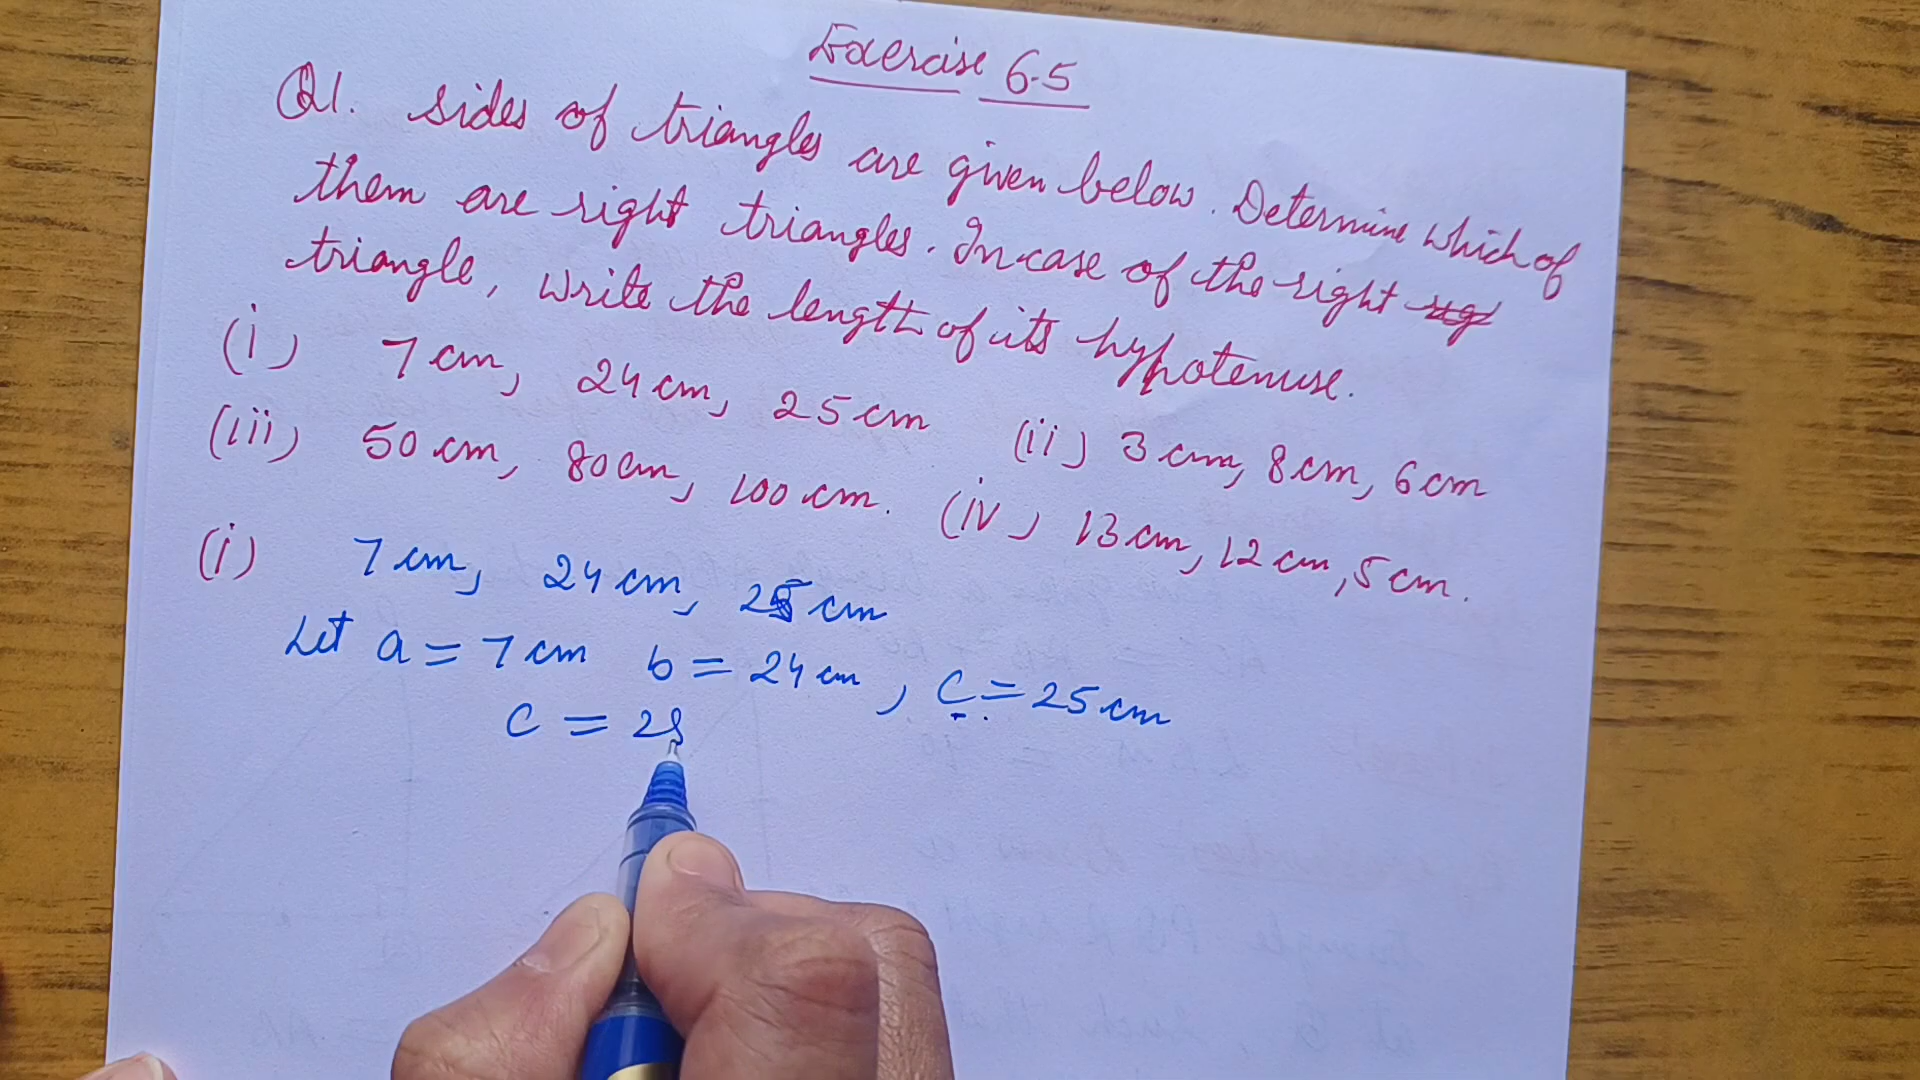 Exercise 6.5
Q1. sides of triangles are given below. Determine which of
them are right triangles. In case of the right
triangle, write the length of its hypotenuse.
(i) 7 cm, 24 cm, 25 cm (ii) 3 cm, 8 cm, 6 cm
(iii) 50 cm, 80 cm, 100 cm. (iv) 13 cm, 12 cm, 5 cm.
(i) 7 cm, 24 cm, 25 cm
Let a = 7 cm b = 24 cm, c = 25 cm
c = 25